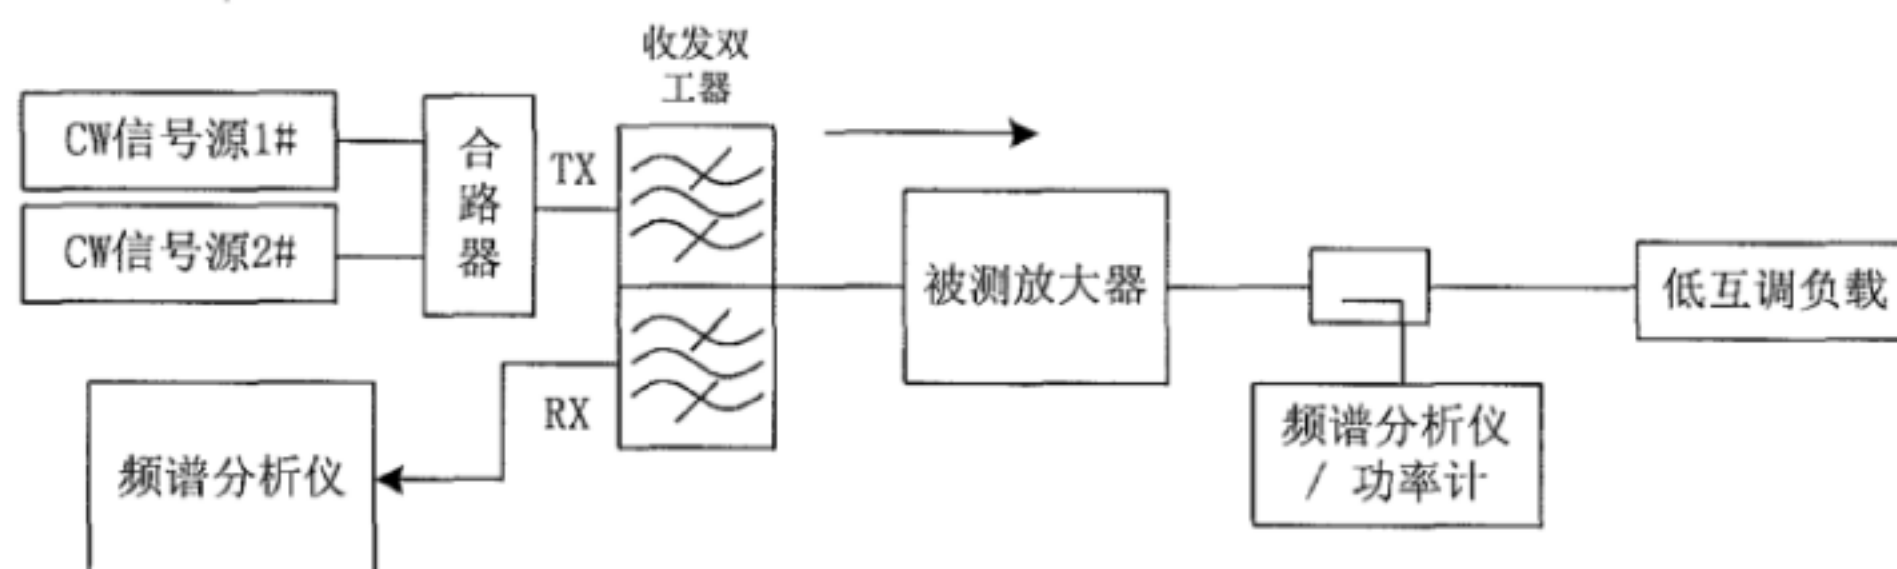 收发双
工器
CW信号源1#
CW信号源2#
合
路
器
TX
RX
频谱分析仪
被测放大器
频谱分析仪
/ 功率计
低互调负载